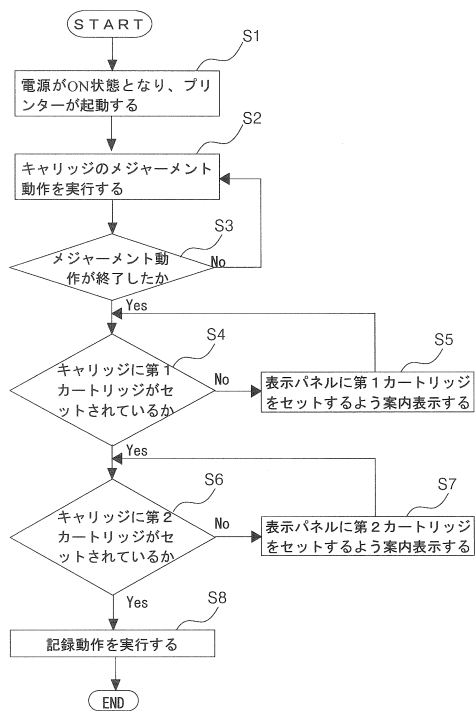 START
S1
電源がON状態となり、プリ
ンターが起動する
S2
キャリッジのメジャーメント
動作を実行する
S3
メジャーメント動
作が終了したか
No
Yes
S4
キャリッジに第1
カートリッジがセ
ットされているか
No
S5
表示パネルに第1カートリッジ
をセットするよう案内表示する
Yes
S6
キャリッジに第2
カートリッジがセ
ットされているか
No
S7
表示パネルに第2カートリッジ
をセットするよう案内表示する
Yes
S8
記録動作を実行する
END